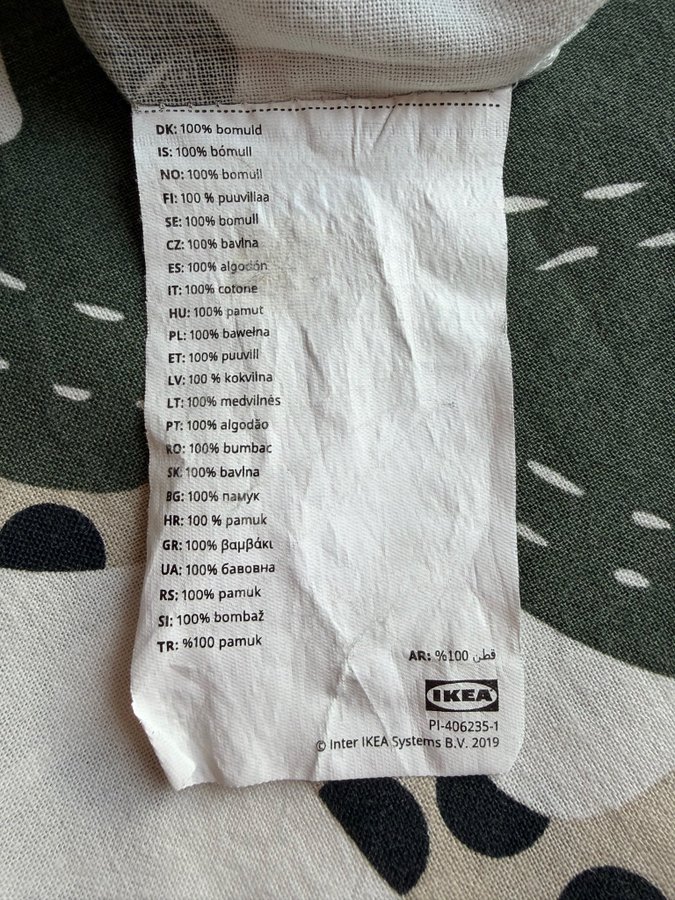 DK: 100% bomuld
IS: 100% bómull
NO: 100% bomull
FI: 100 % puuvillaa
SE: 100% bomull
CZ: 100% bavlna
ES: 100% algodón
IT: 100% cotone
HU: 100% pamut
PL: 100% bawełna
ET: 100% puuvill
LV: 100 % kokvilna
LT: 100% medvilnės
PT: 100% algodão
RO: 100% bumbac
SK: 100% bavlna
BG: 100% памук
HR: 100 % pamuk
GR: 100% βαμβάκι
UA: 100% бавовна
RS: 100% pamuk
SI: 100% bombaž
TR: %100 pamuk
AR: %100 قطن
IKEA
PI-406235-1
© Inter IKEA Systems B.V. 2019